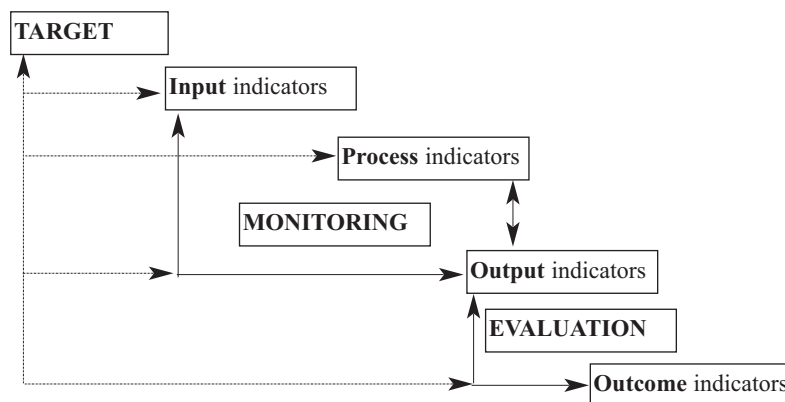 TARGET
Input indicators
Process indicators
MONITORING
Output indicators
EVALUATION
Outcome indicators